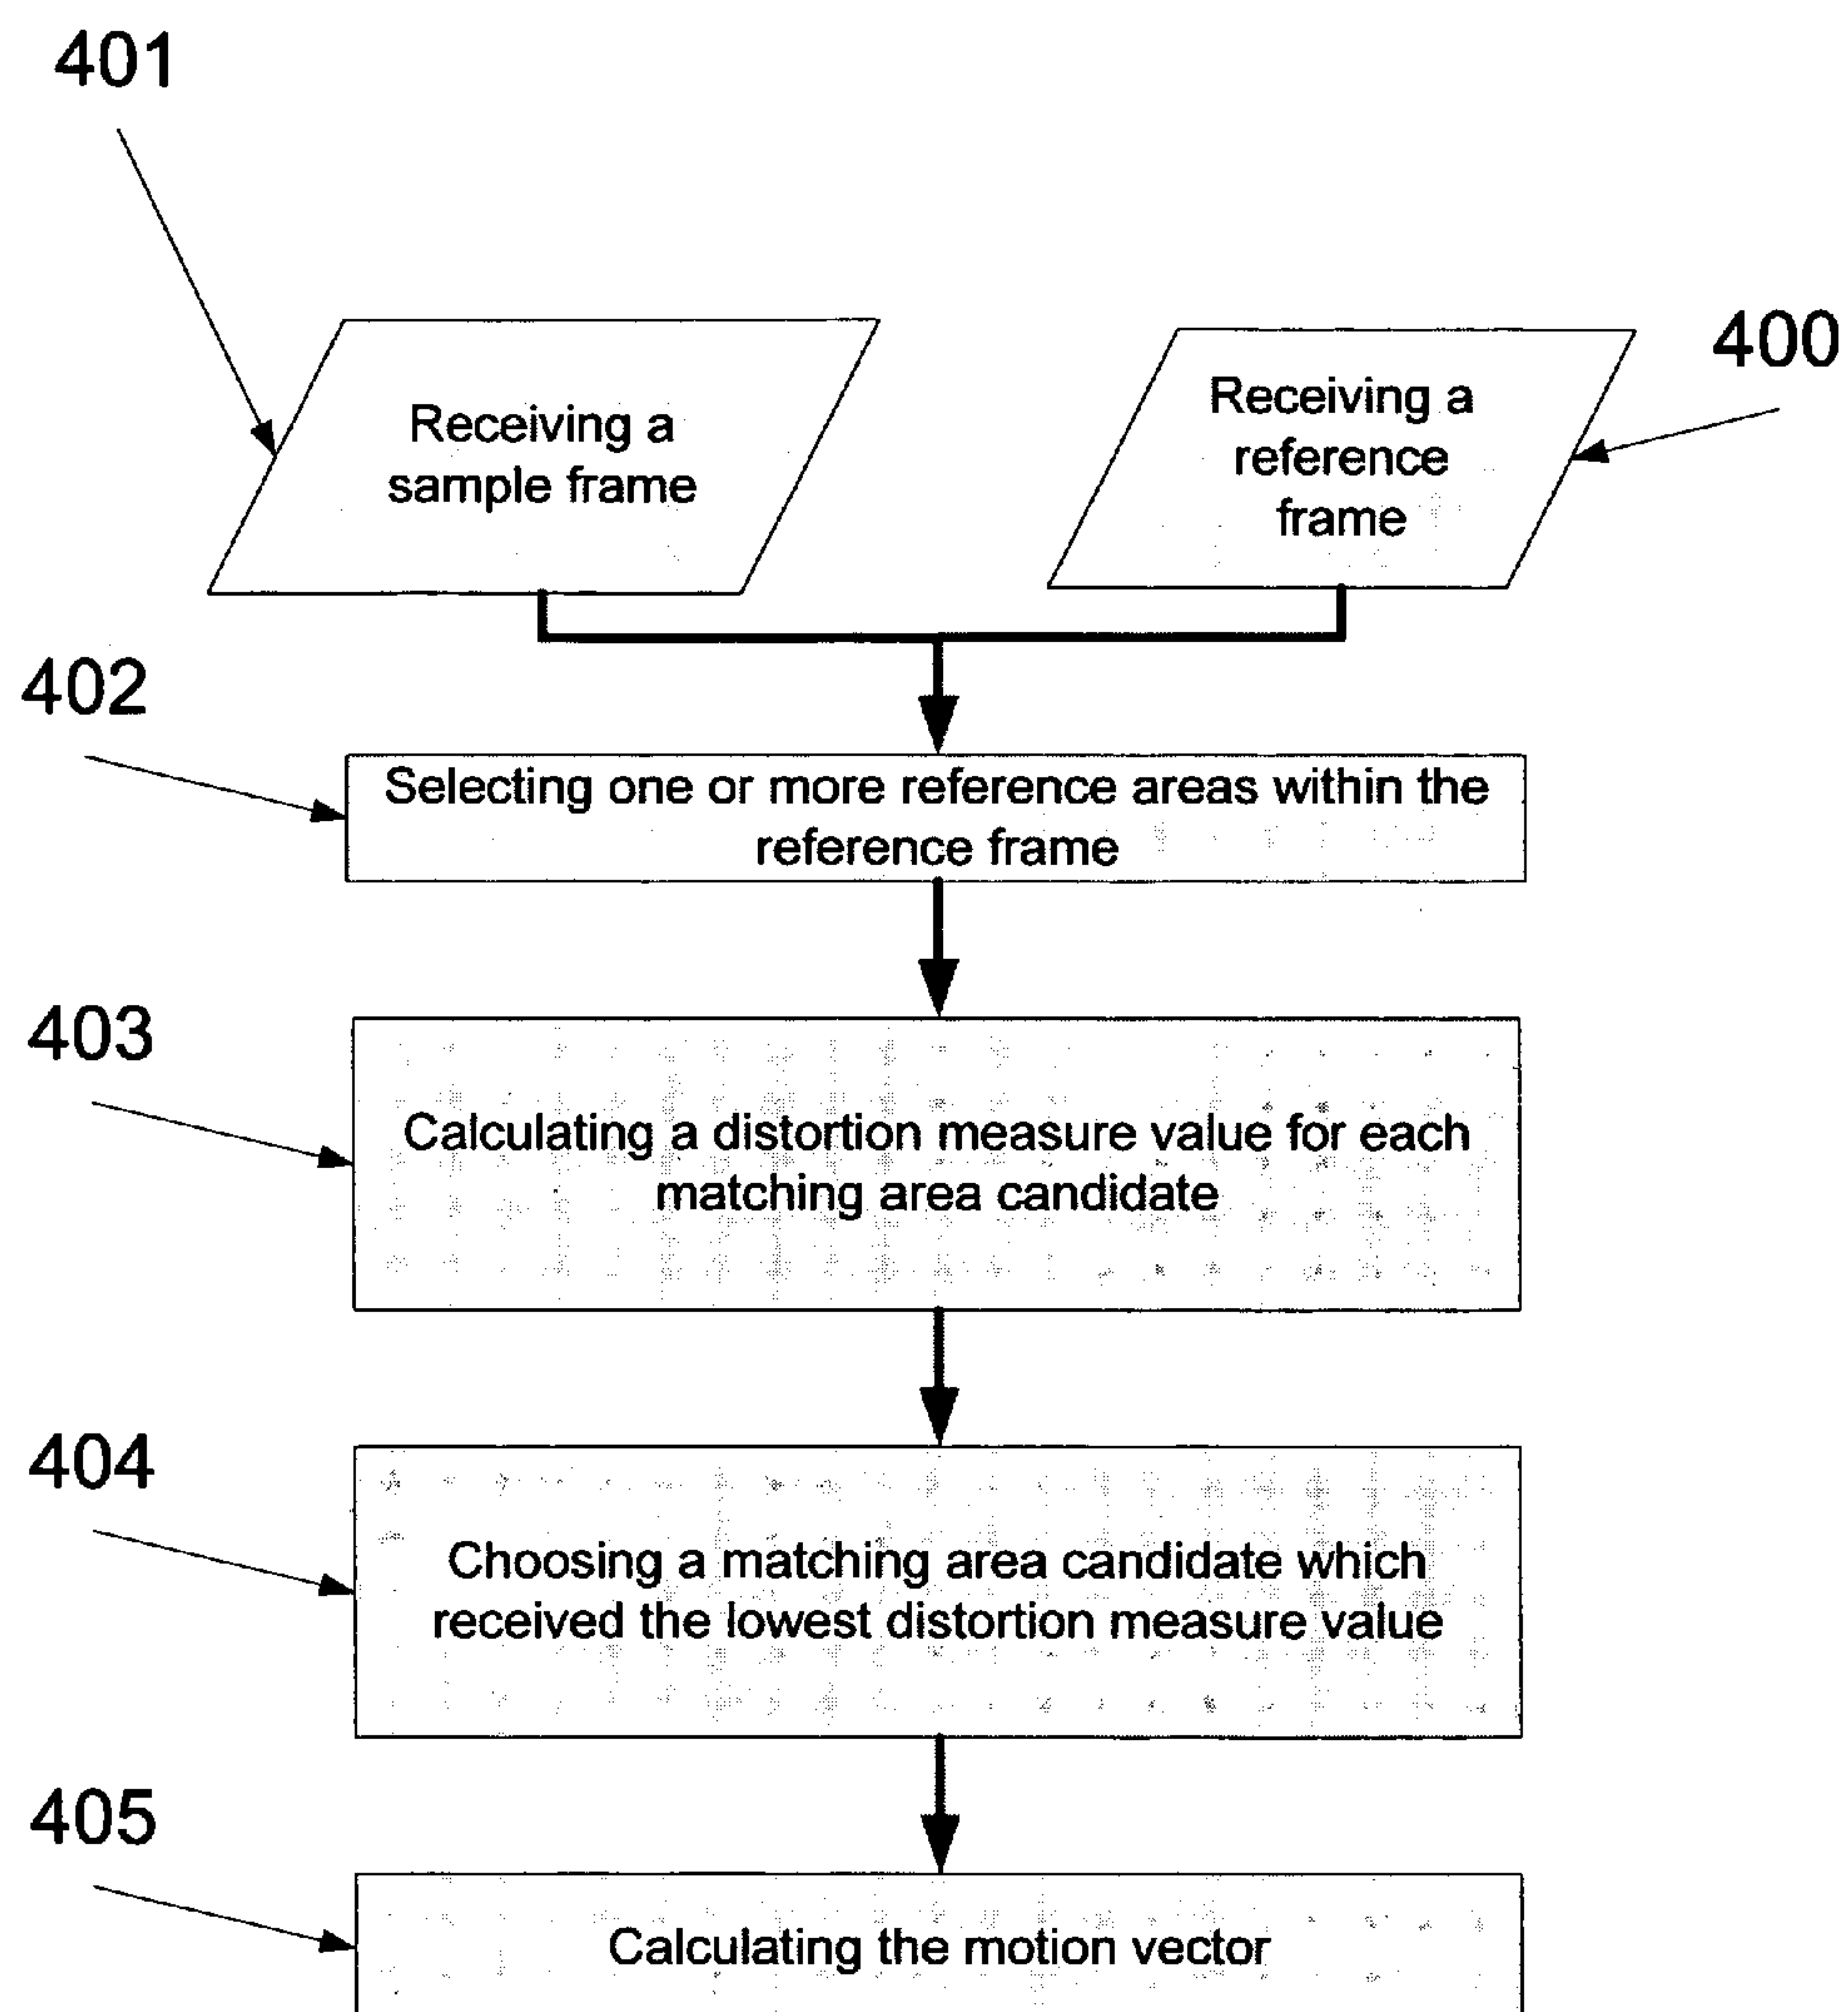 401
400
Receiving a
sample frame
Receiving a
reference
frame
402
Selecting one or more reference areas within the
reference frame
403
Calculating a distortion measure value for each
matching area candidate
404
Choosing a matching area candidate which
received the lowest distortion measure value
405
Calculating the motion vector